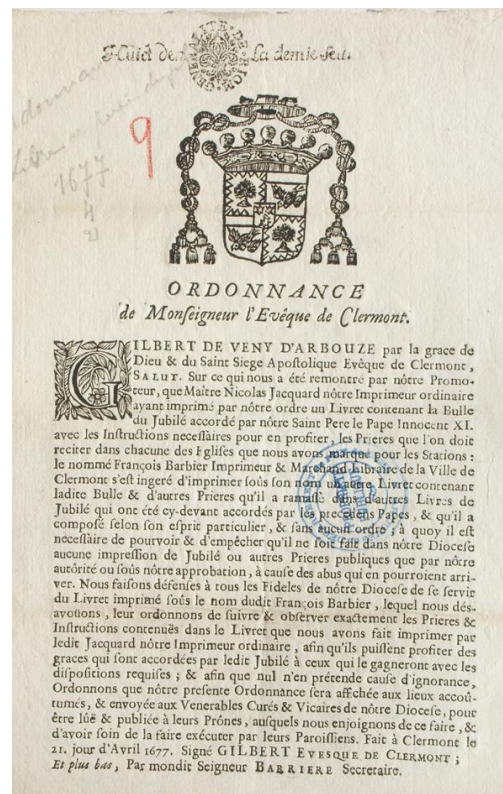 GENERALITE DE RIOM
La demie feu.
9
1677
4
ORDONNANCE
de Monſeigneur l'Evêque de Clermont.
GILBERT DE VENY D'ARBOUZE par la grace de
Dieu & du Saint Siege Apoſtolique Evêque de Clermont,
SALUT. Sur ce qui nous a été remontré par nôtre Promo-
teur, que Maître Nicolas Jacquard nôtre Imprimeur ordinaire
ayant imprimé par nôtre ordre un Livret contenant la Bulle
du Jubilé accordé par nôtre Saint Pere le Pape Innocent XI.
avec les Inſtructions neceſſaires pour en profiter, les Prieres que l'on doit
reciter dans chacune des Egliſes que nous avons marqué pour les Stations :
le nommé François Barbier Imprimeur & Marchand Libraire de la Ville de
Clermont s'eſt ingeré d'imprimer ſoûs ſon nom un autre Livret contenant
ladite Bulle & d'autres Prieres qu'il a ramaſſé dans d'autres Livres de
Jubilé qui ont été cy-devant accordés par les precedens Papes, & qu'il a
compoſé ſelon ſon eſprit particulier, & ſans aucun ordre ; à quoy il eſt
neceſſaire de pourvoir & d'empêcher qu'il ne ſoit fait dans nôtre Dioceſe
aucune impreſſion de Jubilé ou autres Prieres publiques que par nôtre
autôrité ou ſoûs nôtre approbation, à cauſe des abus qui en pourroient arri-
ver. Nous faiſons défenſes à tous les Fideles de nôtre Dioceſe de ſe ſervir
du Livret imprimé ſoûs le nom dudit François Barbier, lequel nous dés-
avoüons, leur ordonnons de ſuivre & obſerver exactement les Prieres &
Inſtructions contenuës dans le Livret que nous avons fait imprimer par
ledit Jacquard nôtre Imprimeur ordinaire, afin qu'ils puiſſent profiter des
graces qui ſont accordées par ledit Jubilé à ceux qui le gagneront avec les
diſpoſitions requiſes ; & afin que nul n'en prétende cauſe d'ignorance,
Ordonnons que nôtre preſente Ordonnance ſera affichée aux lieux accoû-
tumés, & envoyée aux Venerables Curés & Vicaires de nôtre Dioceſe, pour
être lûë & publiée à leurs Prônes, auſquels nous enjoignons de ce faire, &
d'avoir ſoin de la faire exécuter par leurs Paroiſſiens. Fait à Clermont le
21. jour d'Avril 1677. Signé GILBERT EVESQUE DE CLERMONT ;
Et plus bas, Par mondit Seigneur BARRIERE Secretaire.